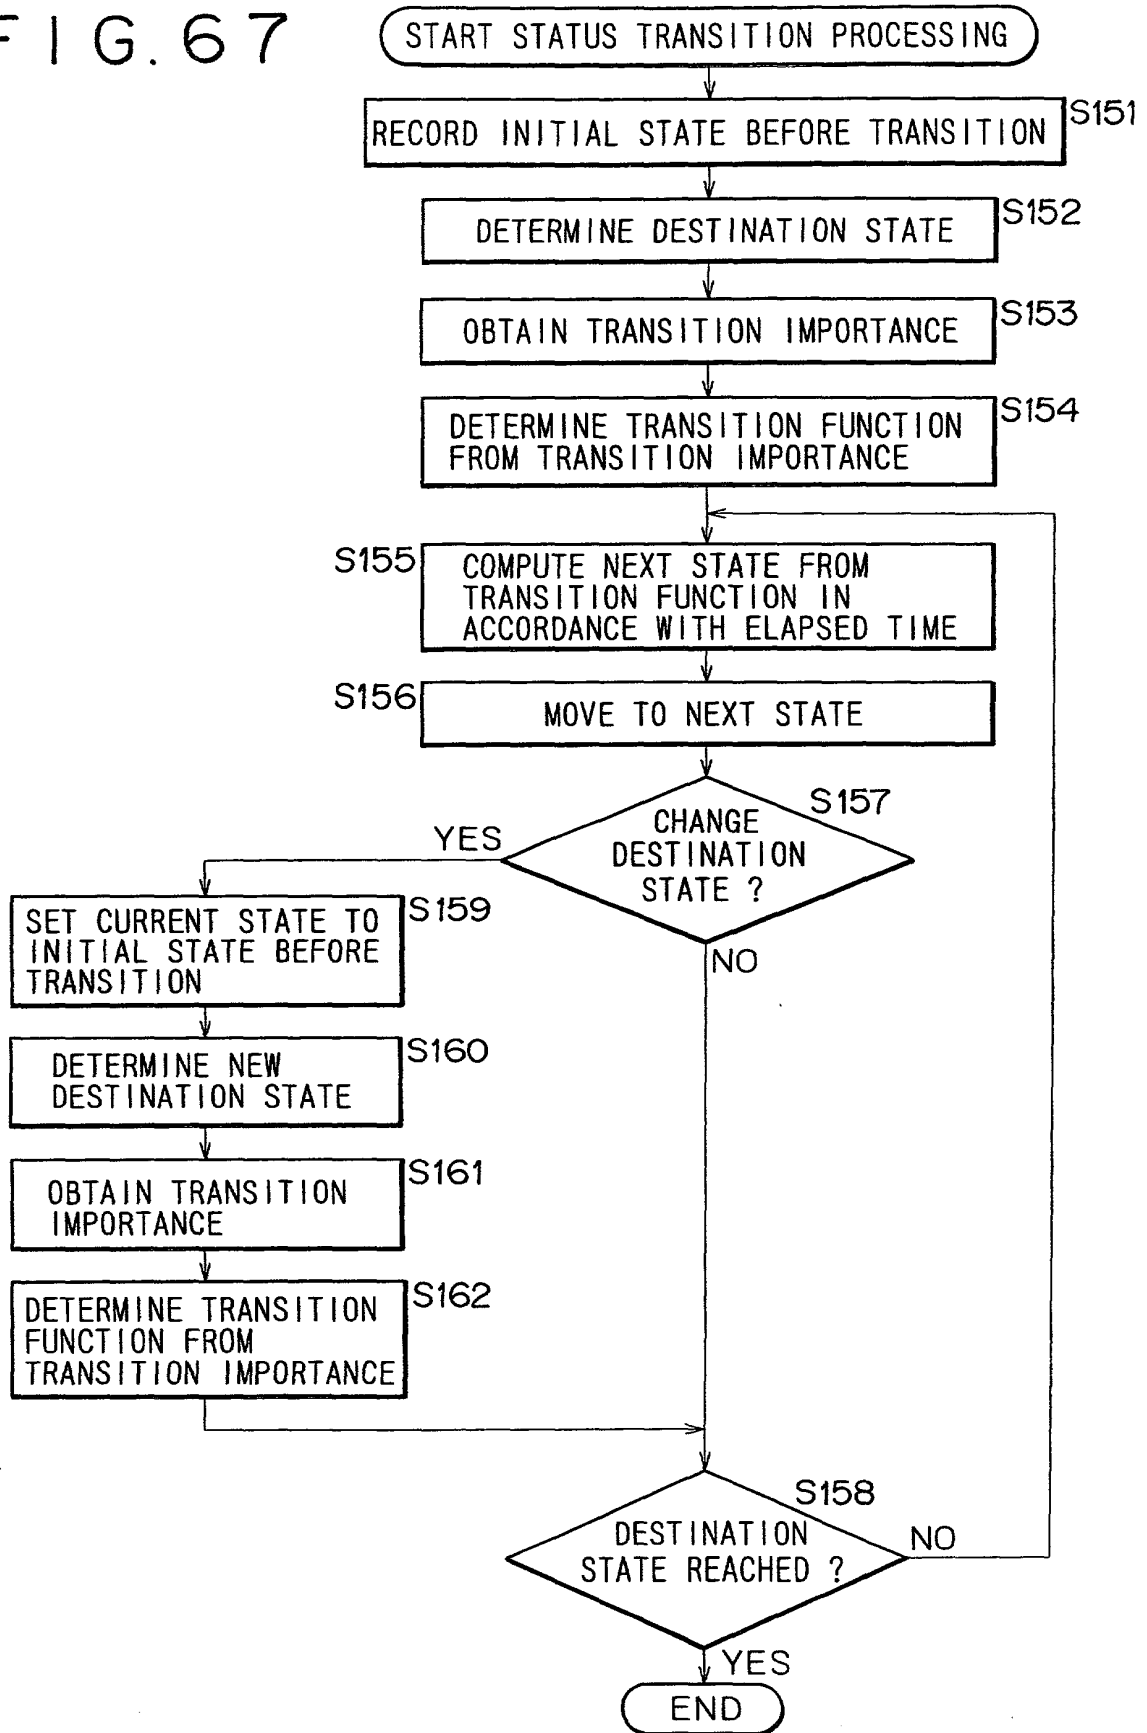 FIG. 67
START STATUS TRANSITION PROCESSING
S151
RECORD INITIAL STATE BEFORE TRANSITION
S152
DETERMINE DESTINATION STATE
S153
OBTAIN TRANSITION IMPORTANCE
S154
DETERMINE TRANSITION FUNCTION
FROM TRANSITION IMPORTANCE
S155
COMPUTE NEXT STATE FROM
TRANSITION FUNCTION IN
ACCORDANCE WITH ELAPSED TIME
S156
MOVE TO NEXT STATE
S157
CHANGE
DESTINATION
STATE ?
YES
NO
S159
SET CURRENT STATE TO
INITIAL STATE BEFORE
TRANSITION
S160
DETERMINE NEW
DESTINATION STATE
S161
OBTAIN TRANSITION
IMPORTANCE
S162
DETERMINE TRANSITION
FUNCTION FROM
TRANSITION IMPORTANCE
S158
DESTINATION
STATE REACHED ?
NO
YES
END